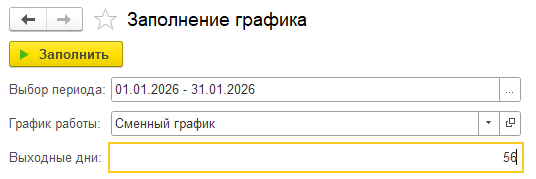 Заполнение графика
Заполнить
Выбор периода: 01.01.2026 - 31.01.2026 ...
График работы: Сменный график
Выходные дни: 56